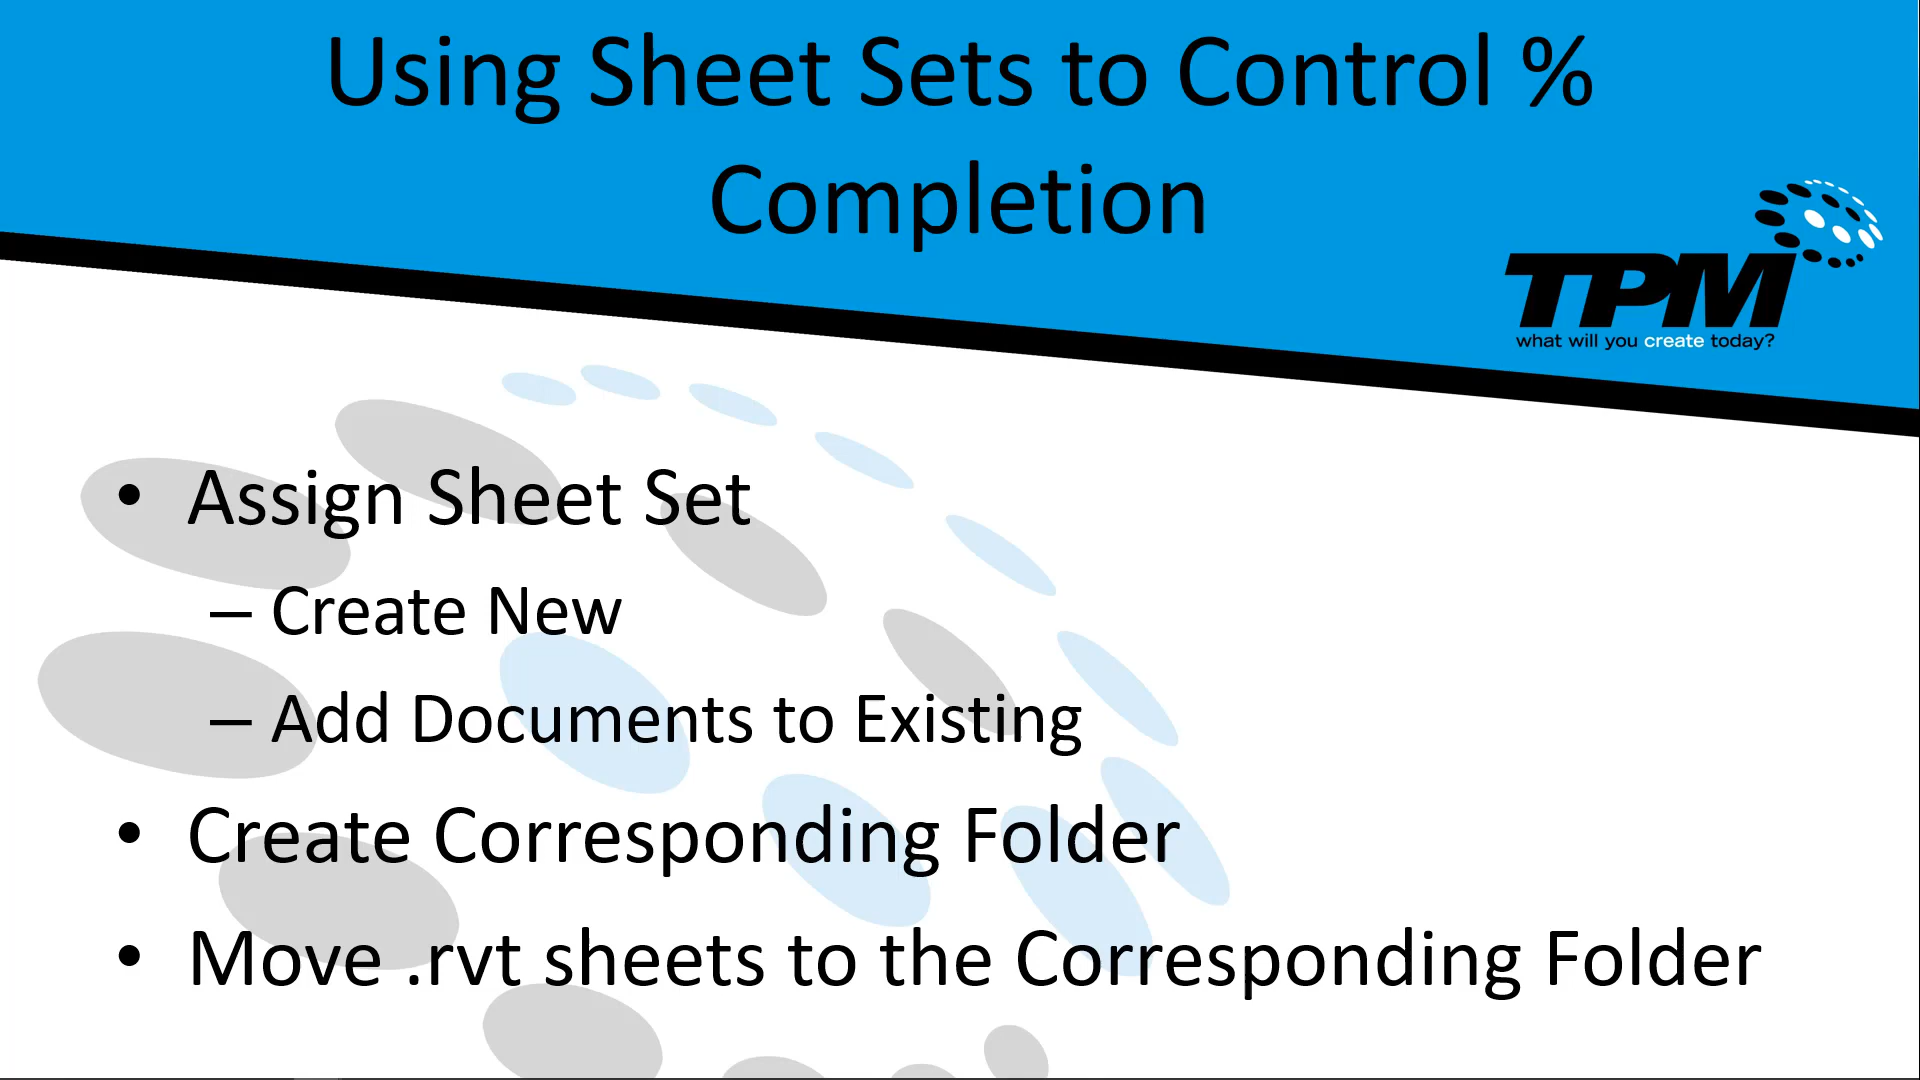 Using Sheet Sets to Control %
Completion
TPM
what will you create today?
• Assign Sheet Set
– Create New
– Add Documents to Existing
• Create Corresponding Folder
• Move .rvt sheets to the Corresponding Folder